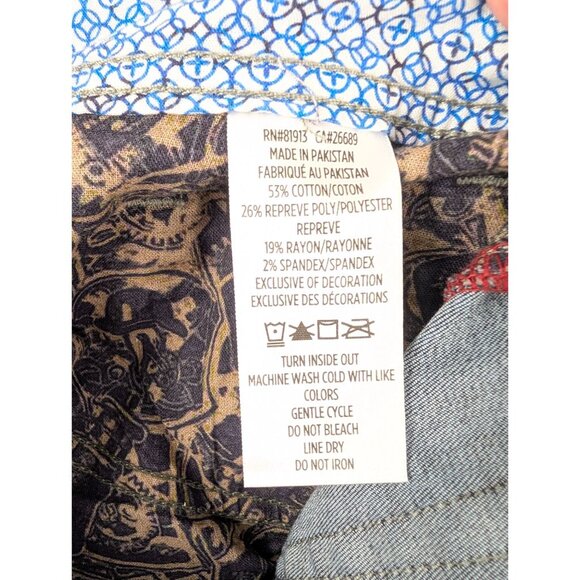 RN#81913 CA#26689
MADE IN PAKISTAN
FABRIQUÉ AU PAKISTAN
53% COTTON/COTON
26% REPREVE POLY/POLYESTER
REPREVE
19% RAYON/RAYONNE
2% SPANDEX/SPANDEX
EXCLUSIVE OF DECORATION
EXCLUSIVE DES DÉCORATIONS
TURN INSIDE OUT
MACHINE WASH COLD WITH LIKE
COLORS
GENTLE CYCLE
DO NOT BLEACH
LINE DRY
DO NOT IRON